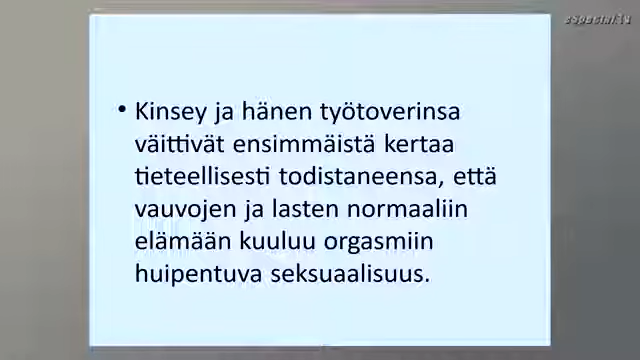 • Kinsey ja hänen työtoverinsa
väittivät ensimmäistä kertaa
tieteellisesti todistaneensa, että
vauvojen ja lasten normaaliin
elämään kuuluu orgasmiin
huipentuva seksuaalisuus.